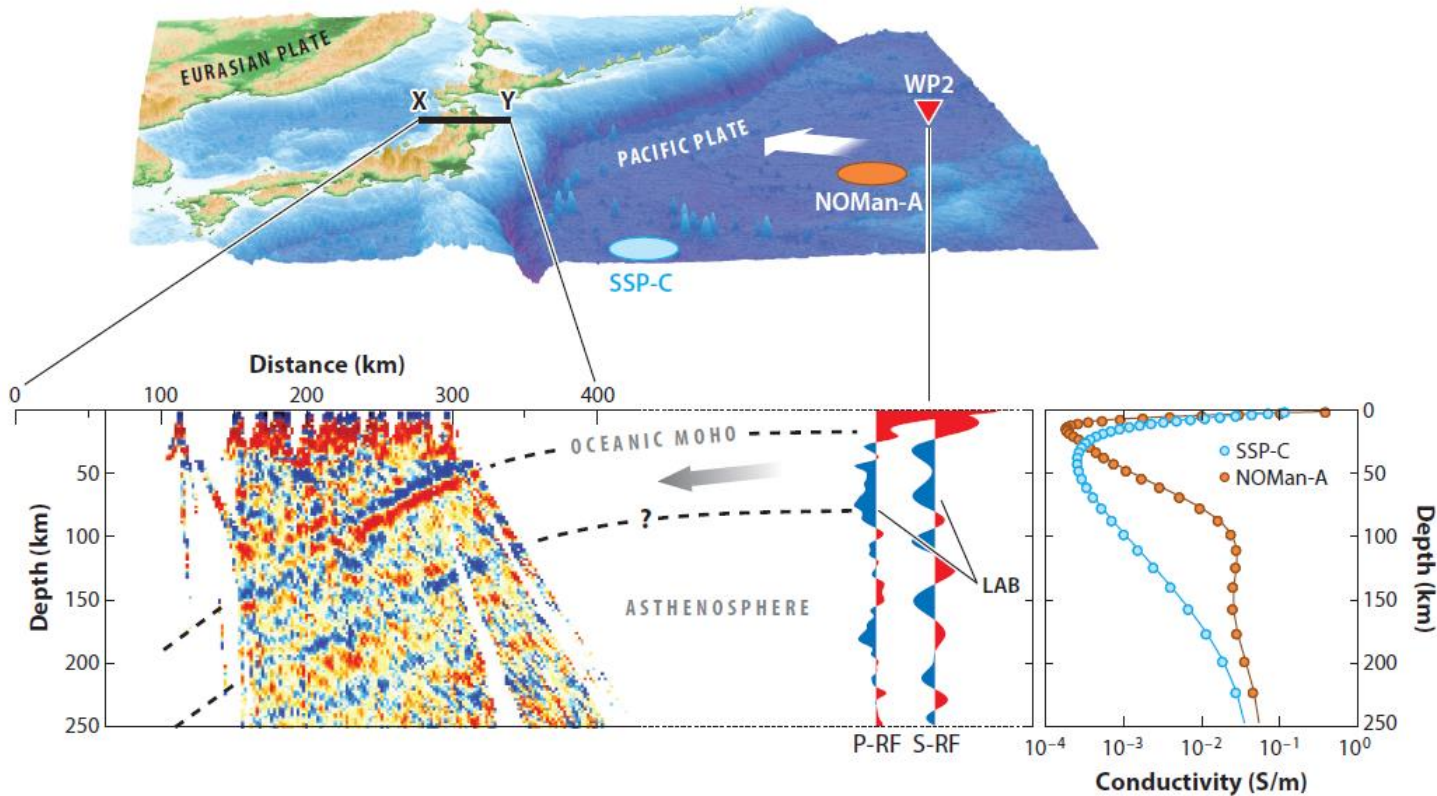 EURASIAN PLATE
X
Y
WP2
PACIFIC PLATE
NOMan-A
SSP-C
Distance (km)
0
100
200
300
400
OCEANIC MOHO
?
ASTHENOSPHERE
LAB
Depth (km)
50
100
150
200
250
P-RF
S-RF
SSP-C
NOMan-A
0
50
100
150
200
250
Depth (km)
10⁻⁴
10⁻³
10⁻²
10⁻¹
10⁰
Conductivity (S/m)